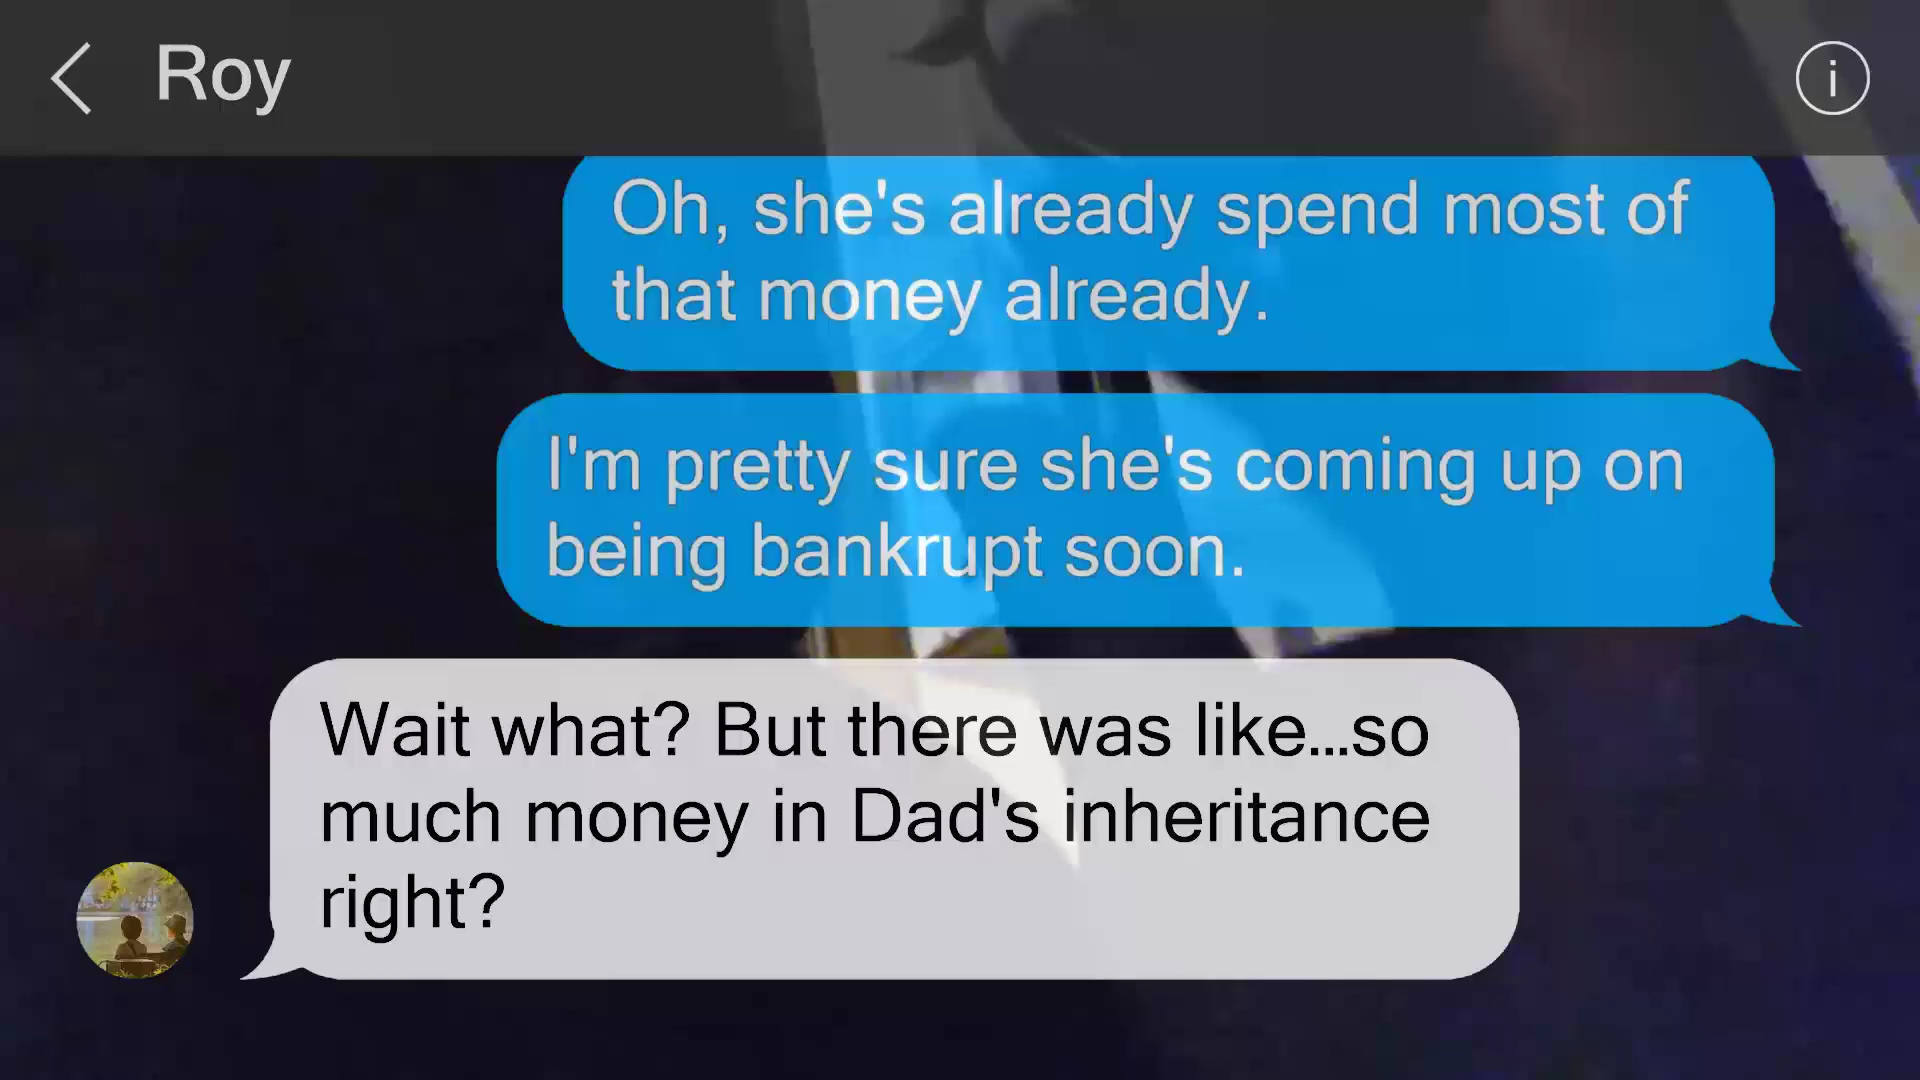 Roy
Oh, she's already spend most of
that money already.
I'm pretty sure she's coming up on
being bankrupt soon.
Wait what? But there was like...so
much money in Dad's inheritance
right?